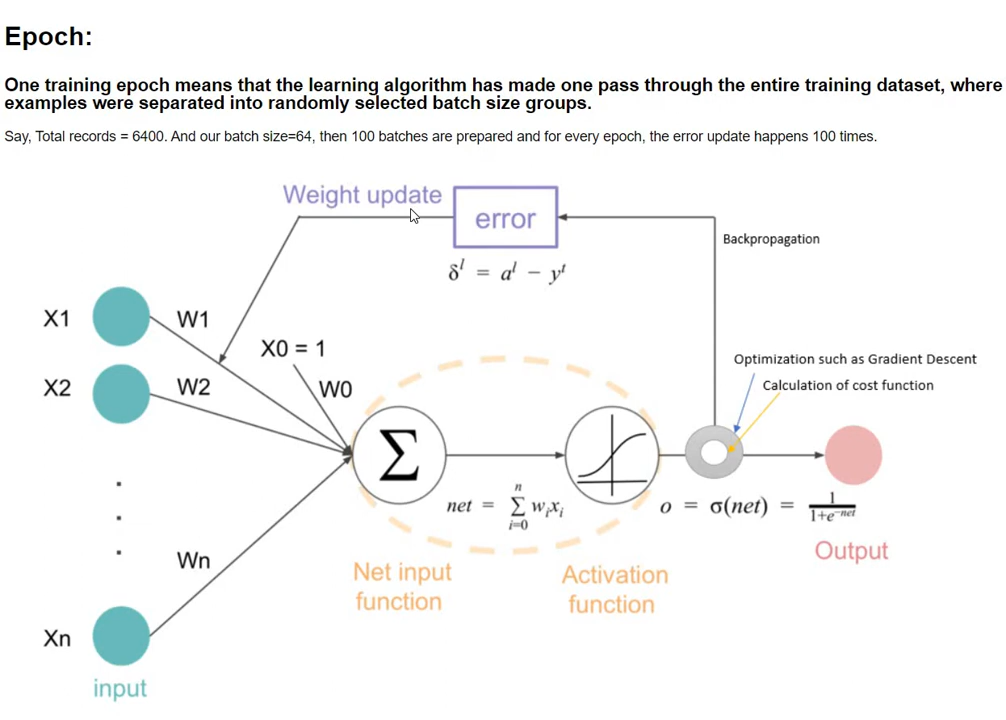 Epoch:
One training epoch means that the learning algorithm has made one pass through the entire training dataset, where
examples were separated into randomly selected batch size groups.
Say, Total records = 6400. And our batch size=64, then 100 batches are prepared and for every epoch, the error update happens 100 times.
Weight update
error
Backpropagation
δˡ = aˡ − yᵗ
X1
W1
X0 = 1
Optimization such as Gradient Descent
X2
W2
W0
Calculation of cost function
Σ
net = Σ wᵢxᵢ
n
i=0
o = σ(net) = 1 / 1+e⁻ⁿᵉᵗ
Output
Wn
Net input
function
Activation
function
Xn
input